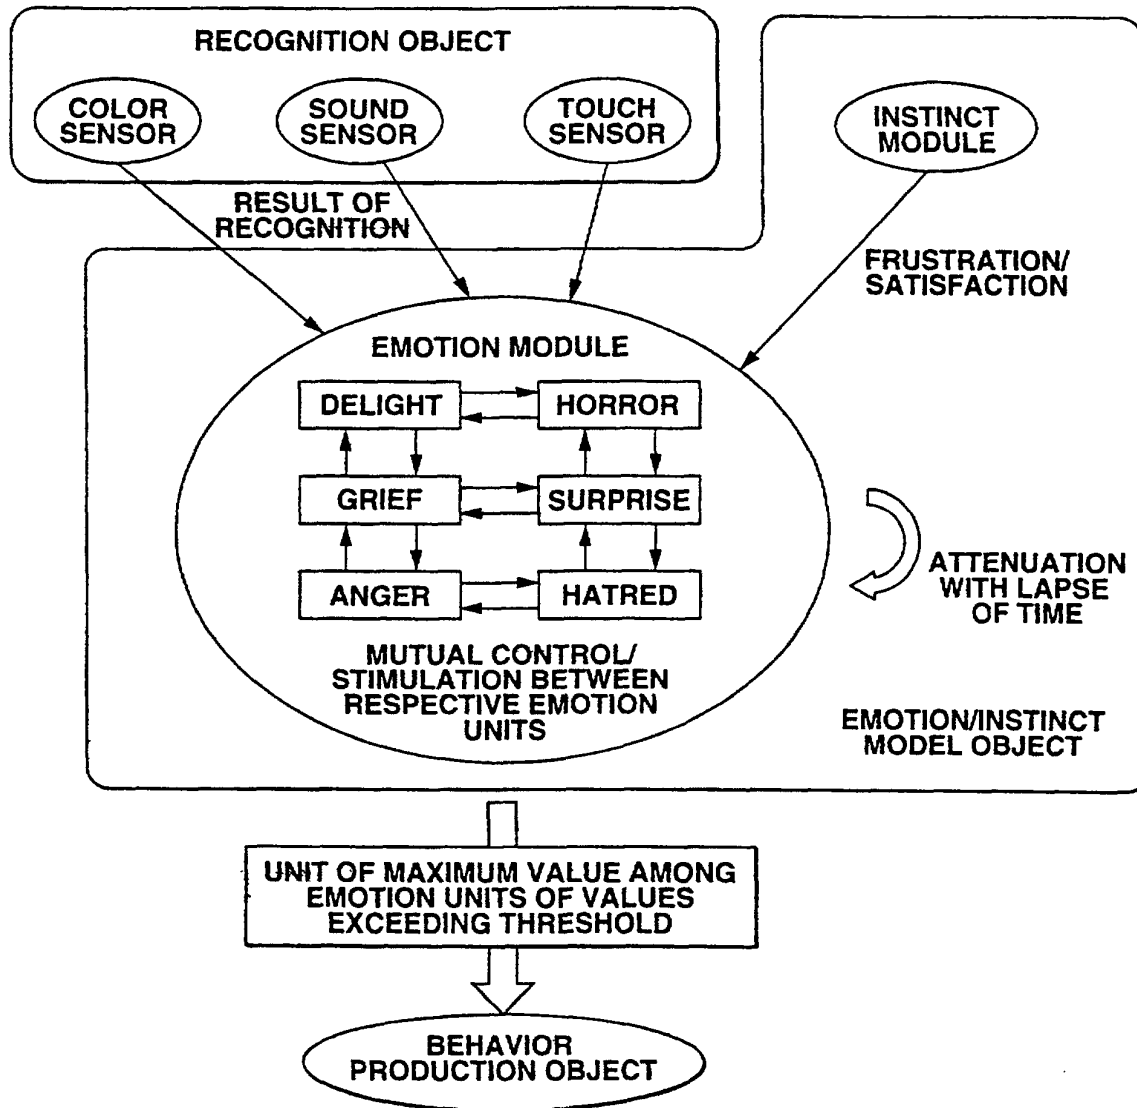 RECOGNITION OBJECT
COLOR
SENSOR
SOUND
SENSOR
TOUCH
SENSOR
INSTINCT
MODULE
RESULT OF
RECOGNITION
FRUSTRATION/
SATISFACTION
EMOTION MODULE
DELIGHT
HORROR
GRIEF
SURPRISE
ANGER
HATRED
ATTENUATION
WITH LAPSE
OF TIME
MUTUAL CONTROL/
STIMULATION BETWEEN
RESPECTIVE EMOTION
UNITS
EMOTION/INSTINCT
MODEL OBJECT
UNIT OF MAXIMUM VALUE AMONG
EMOTION UNITS OF VALUES
EXCEEDING THRESHOLD
BEHAVIOR
PRODUCTION OBJECT